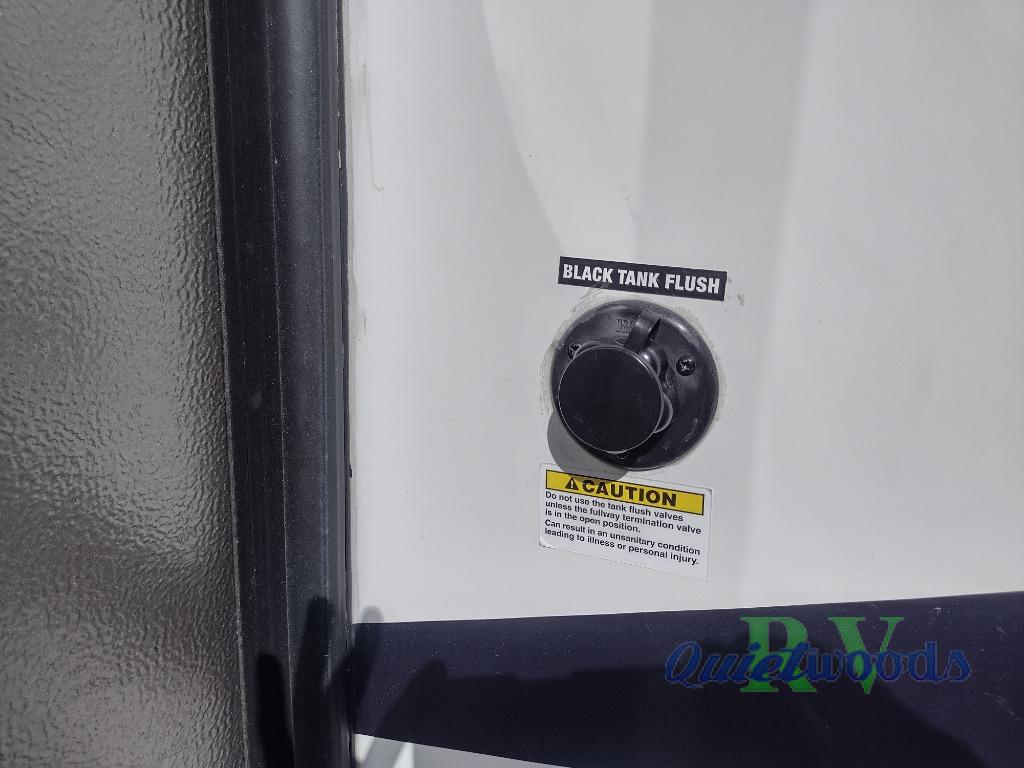 BLACK TANK FLUSH
CAUTION
Do not use the tank flush valves
unless the fullway termination valve
is in the open position.
Can result in an unsanitary condition
leading to illness or personal injury.
RV
Quietwoods